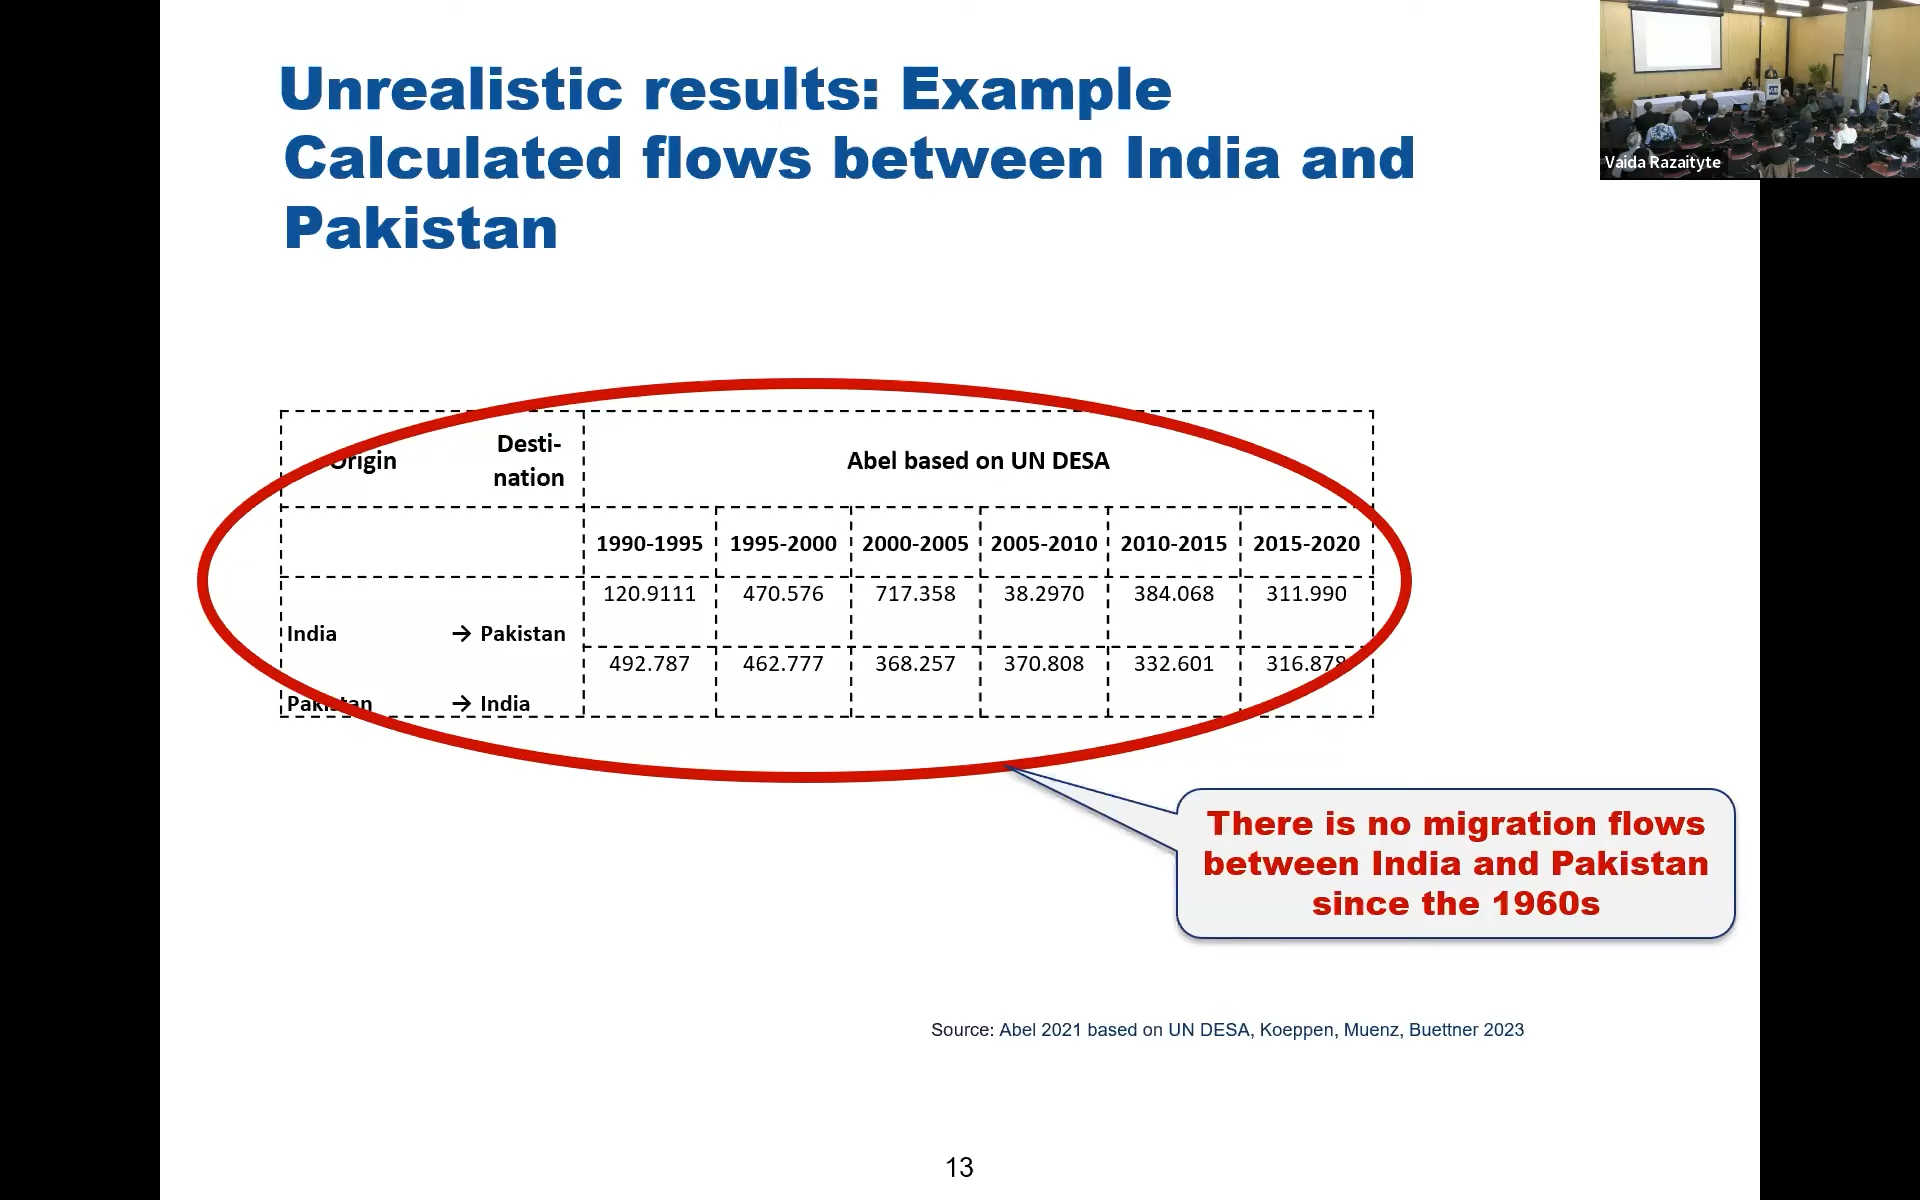 Unrealistic results: Example
Calculated flows between India and
Pakistan
Vaida Razaityte
Origin Desti-
nation
Abel based on UN DESA
1990-1995 1995-2000 2000-2005 2005-2010 2010-2015 2015-2020
120.9111 470.576 717.358 38.2970 384.068 311.990
India → Pakistan
492.787 462.777 368.257 370.808 332.601 316.878
Pakistan → India
There is no migration flows
between India and Pakistan
since the 1960s
Source: Abel 2021 based on UN DESA, Koeppen, Muenz, Buettner 2023
13